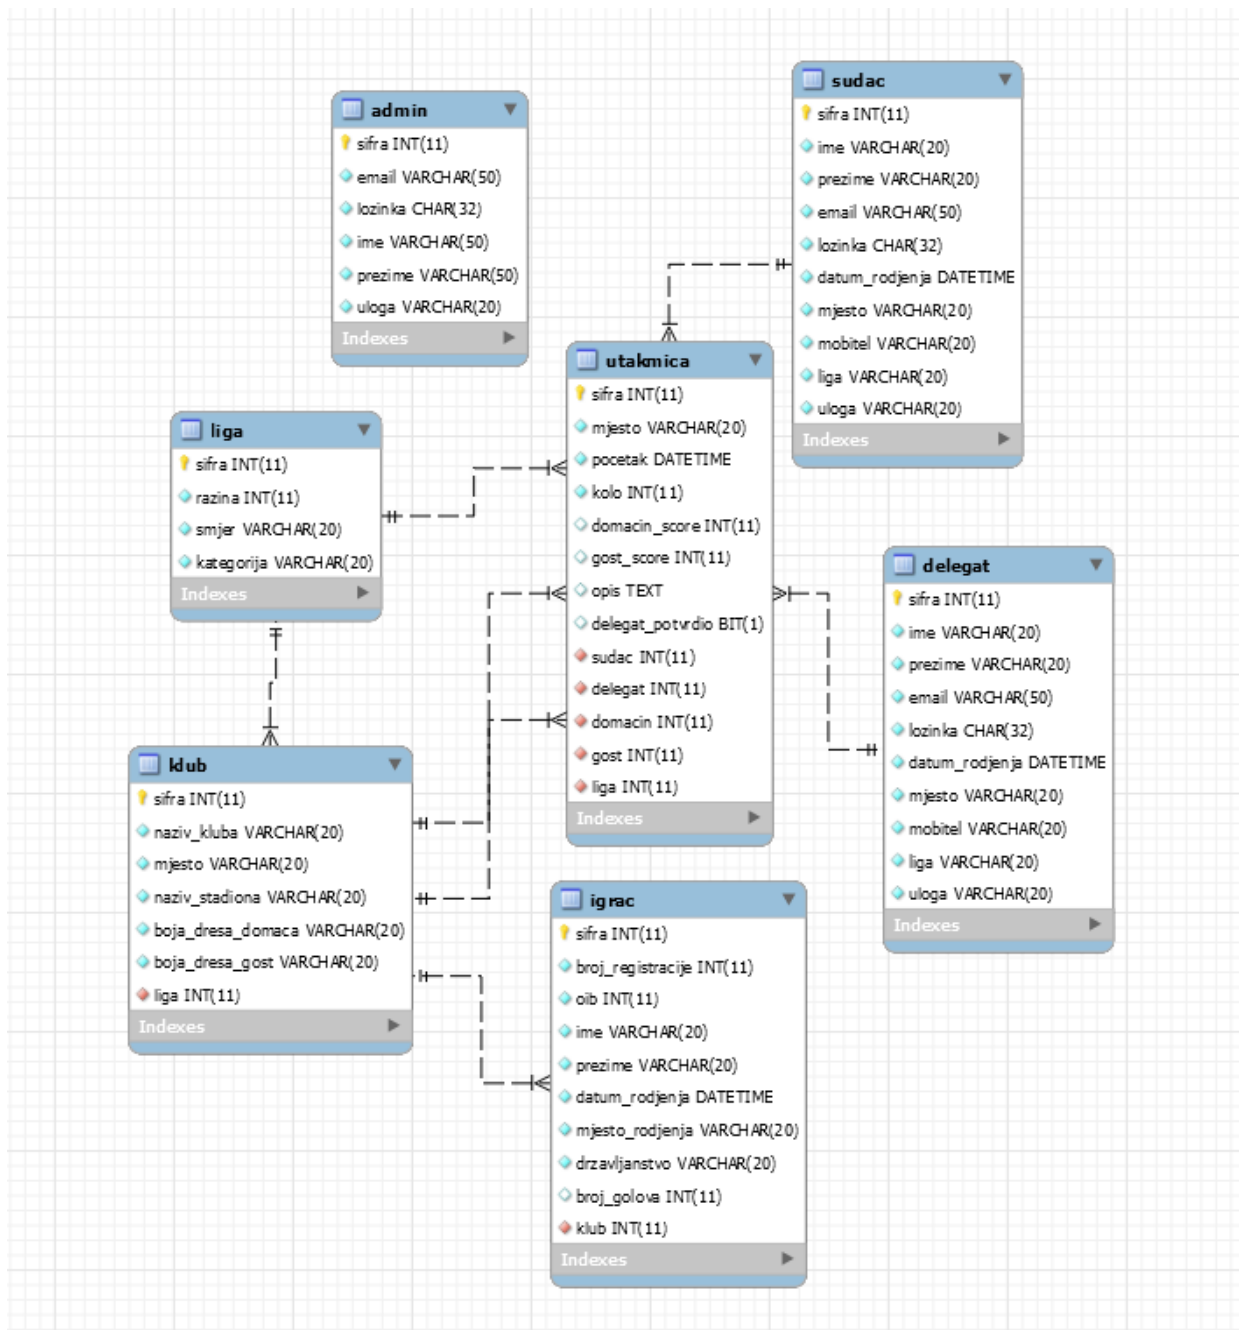 admin
sifra INT(11)
email VARCHAR(50)
lozinka CHAR(32)
ime VARCHAR(50)
prezime VARCHAR(50)
uloga VARCHAR(20)
Indexes
sudac
sifra INT(11)
ime VARCHAR(20)
prezime VARCHAR(20)
email VARCHAR(50)
lozinka CHAR(32)
datum_rodjenja DATETIME
mjesto VARCHAR(20)
mobitel VARCHAR(20)
liga VARCHAR(20)
uloga VARCHAR(20)
Indexes
liga
sifra INT(11)
razina INT(11)
smjer VARCHAR(20)
kategorija VARCHAR(20)
Indexes
utakmica
sifra INT(11)
mjesto VARCHAR(20)
pocetak DATETIME
kolo INT(11)
domacin_score INT(11)
gost_score INT(11)
opis TEXT
delegat_potvrdio BIT(1)
sudac INT(11)
delegat INT(11)
domacin INT(11)
gost INT(11)
liga INT(11)
Indexes
delegat
sifra INT(11)
ime VARCHAR(20)
prezime VARCHAR(20)
email VARCHAR(50)
lozinka CHAR(32)
datum_rodjenja DATETIME
mjesto VARCHAR(20)
mobitel VARCHAR(20)
liga VARCHAR(20)
uloga VARCHAR(20)
Indexes
klub
sifra INT(11)
naziv_kluba VARCHAR(20)
mjesto VARCHAR(20)
naziv_stadiona VARCHAR(20)
boja_dresa_domaca VARCHAR(20)
boja_dresa_gost VARCHAR(20)
liga INT(11)
Indexes
igrac
sifra INT(11)
broj_registracije INT(11)
oib INT(11)
ime VARCHAR(20)
prezime VARCHAR(20)
datum_rodjenja DATETIME
mjesto_rodjenja VARCHAR(20)
drzavljanstvo VARCHAR(20)
broj_golova INT(11)
klub INT(11)
Indexes